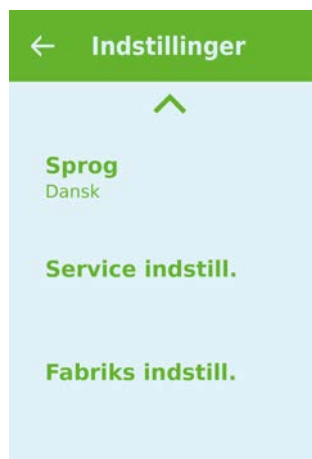 Indstillinger
Sprog
Dansk
Service indstill.
Fabriks indstill.